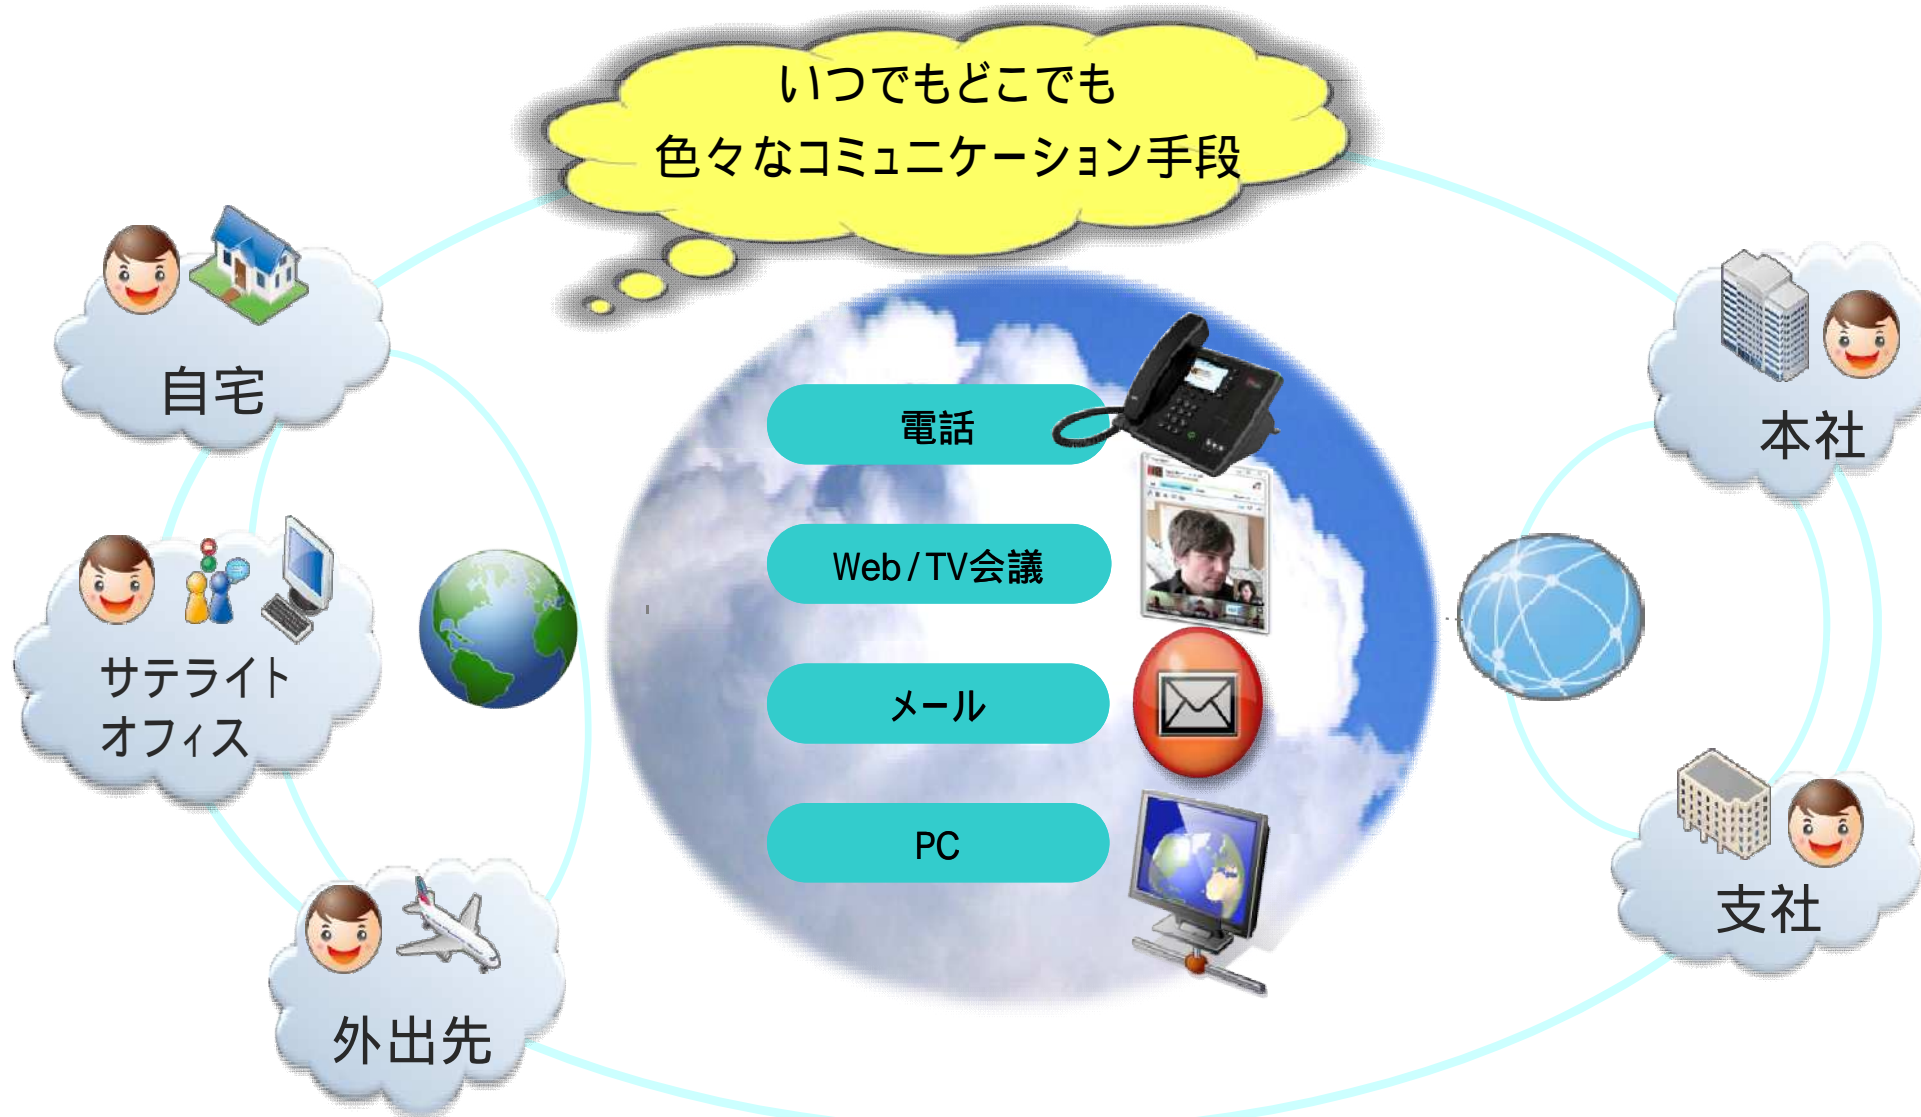 いつでもどこでも
色々なコミュニケーション手段
自宅
サテライト
オフィス
外出先
電話
Web/TV会議
メール
PC
本社
支社